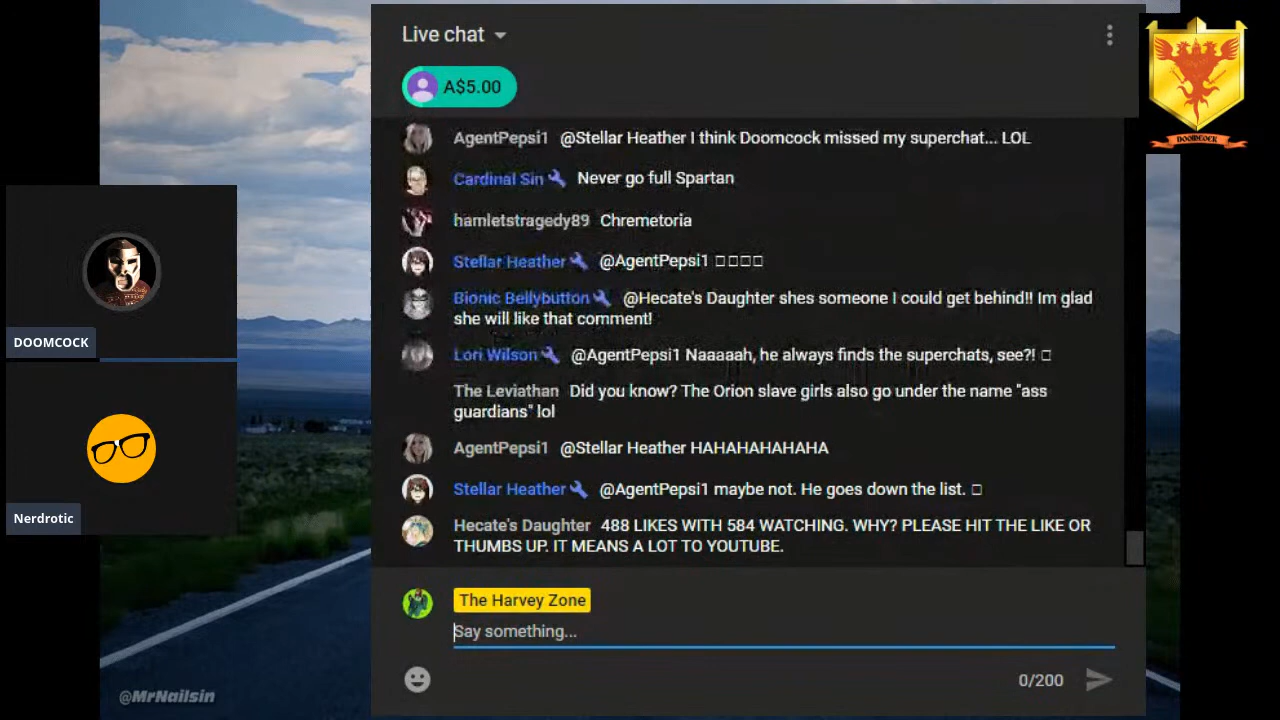 Live chat
A$5.00
AgentPepsi1 @Stellar Heather I think Doomcock missed my superchat... LOL
Cardinal Sin Never go full Spartan
hamletstragedy89 Chremetoria
Stellar Heather @AgentPepsi1 □□□□
Bionic Bellybutton @Hecate's Daughter shes someone I could get behind!! Im glad
she will like that comment!
Lori Wilson @AgentPepsi1 Naaaaah, he always finds the superchats, see?! □
The Leviathan Did you know? The Orion slave girls also go under the name "ass
guardians" lol
AgentPepsi1 @Stellar Heather HAHAHAHAHAHA
Stellar Heather @AgentPepsi1 maybe not. He goes down the list. □
Hecate's Daughter 488 LIKES WITH 584 WATCHING. WHY? PLEASE HIT THE LIKE OR
THUMBS UP. IT MEANS A LOT TO YOUTUBE.
The Harvey Zone
Say something...
0/200
DOOMCOCK
Nerdrotic
@MrNailsin
DOOMCOCK